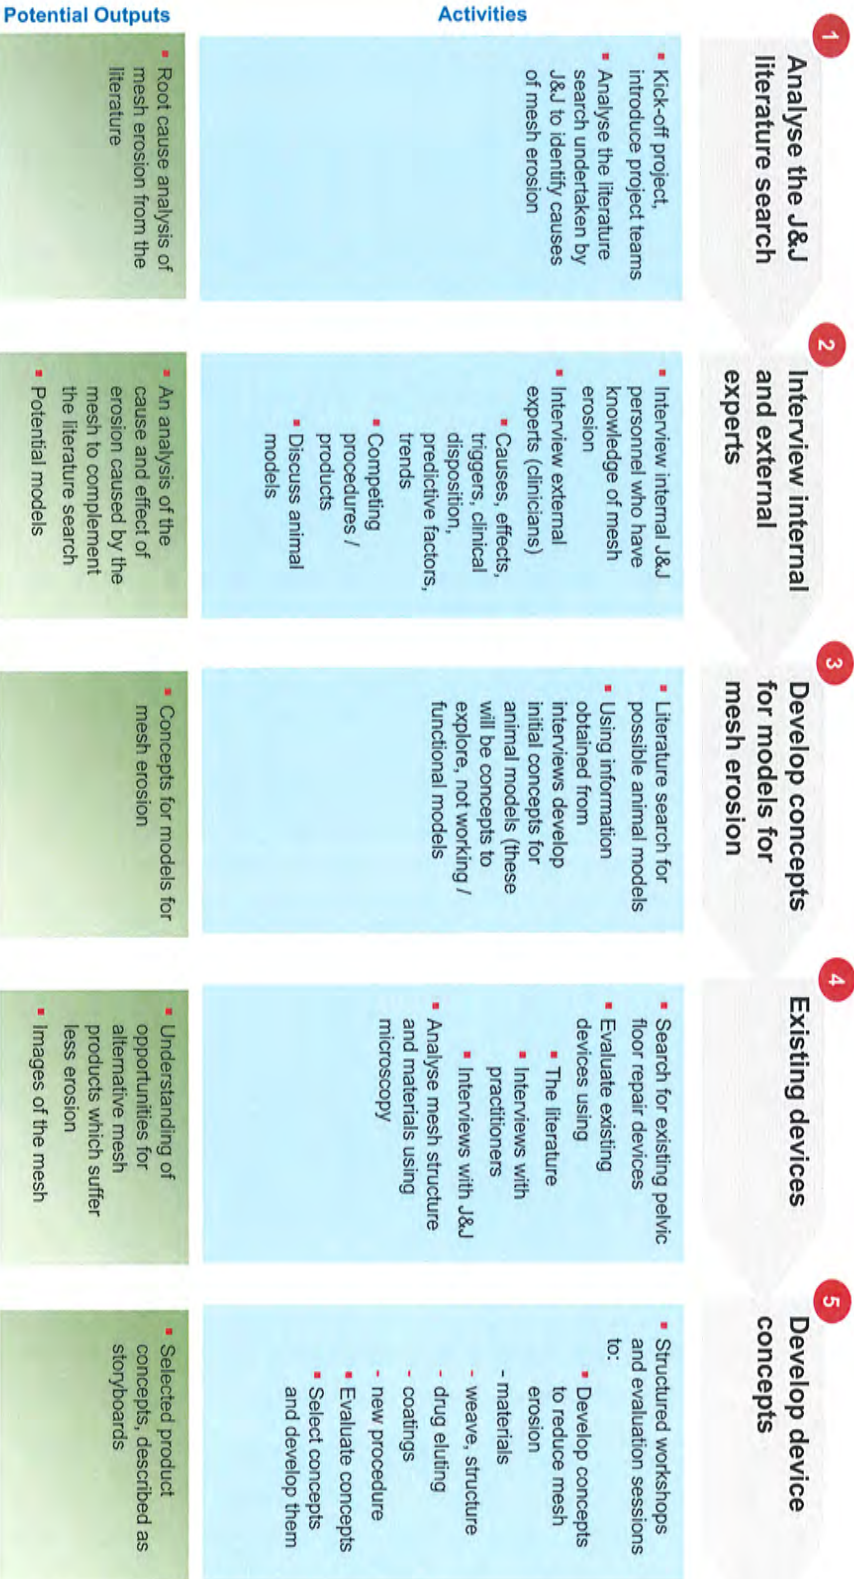 1
Analyse the J&J
literature search
2
Interview internal
and external
experts
3
Develop concepts
for models for
mesh erosion
4
Existing devices
5
Develop device
concepts
Activities
Kick-off project,
introduce project teams
Analyse the literature
search undertaken by
J&J to identify causes
of mesh erosion
Interview internal J&J
personnel who have
knowledge of mesh
erosion
Interview external
experts (clinicians)
Causes, effects,
triggers, clinical
disposition,
predictive factors,
trends
Competing
procedures /
products
Discuss animal
models
Literature search for
possible animal models
Using information
obtained from
interviews develop
initial concepts for
animal models (these
will be concepts to
explore, not working /
functional models
Search for existing pelvic
floor repair devices
Evaluate existing
devices using
The literature
Interviews with
practitioners
Interviews with J&J
Analyse mesh structure
and materials using
microscopy
Structured workshops
and evaluation sessions
to:
Develop concepts
to reduce mesh
erosion
- materials
- weave, structure
- drug eluting
- coatings
- new procedure
Evaluate concepts
Select concepts
and develop them
Potential Outputs
Root cause analysis of
mesh erosion from the
literature
An analysis of the
cause and effect of
erosion caused by the
mesh to complement
the literature search
Potential models
Concepts for models for
mesh erosion
Understanding of
opportunities for
alternative mesh
products which suffer
less erosion
Images of the mesh
Selected product
concepts, described as
storyboards